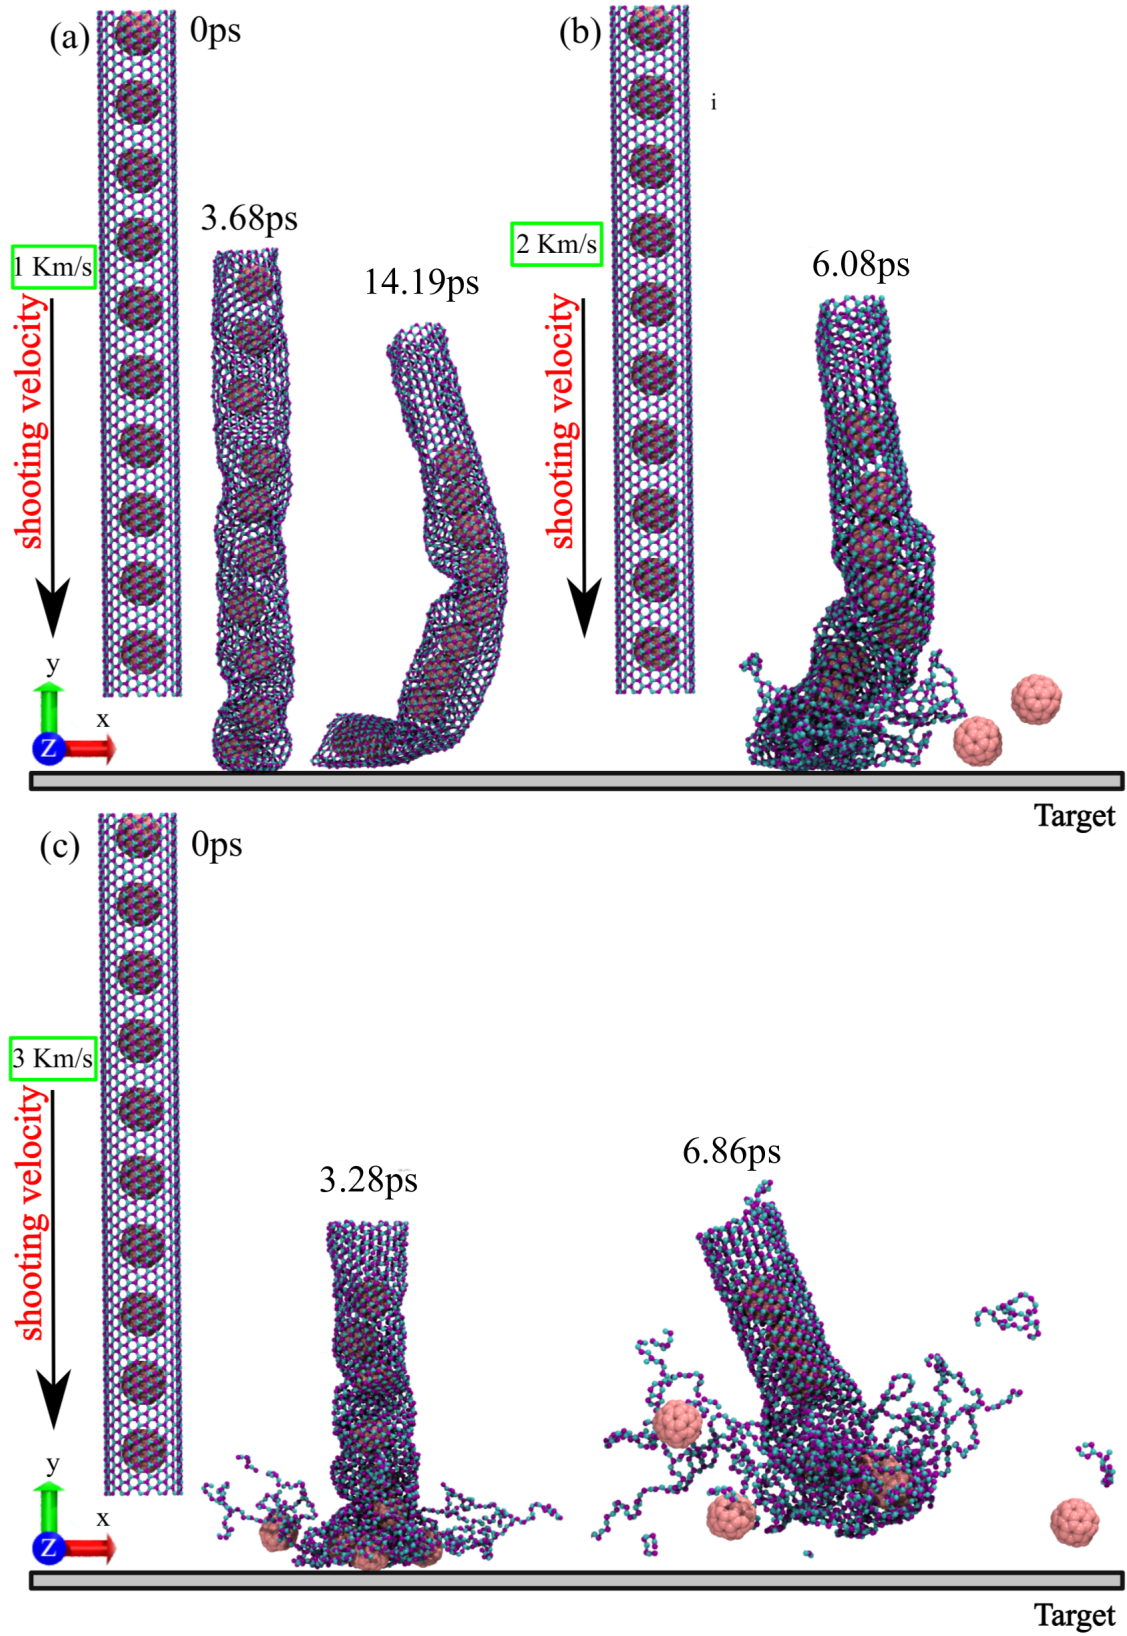 (a)
0ps
(b)
i
3.68ps
1 Km/s
14.19ps
2 Km/s
6.08ps
shooting velocity
shooting velocity
y
x
Z
Target
(c)
0ps
3 Km/s
shooting velocity
3.28ps
6.86ps
y
x
Z
Target